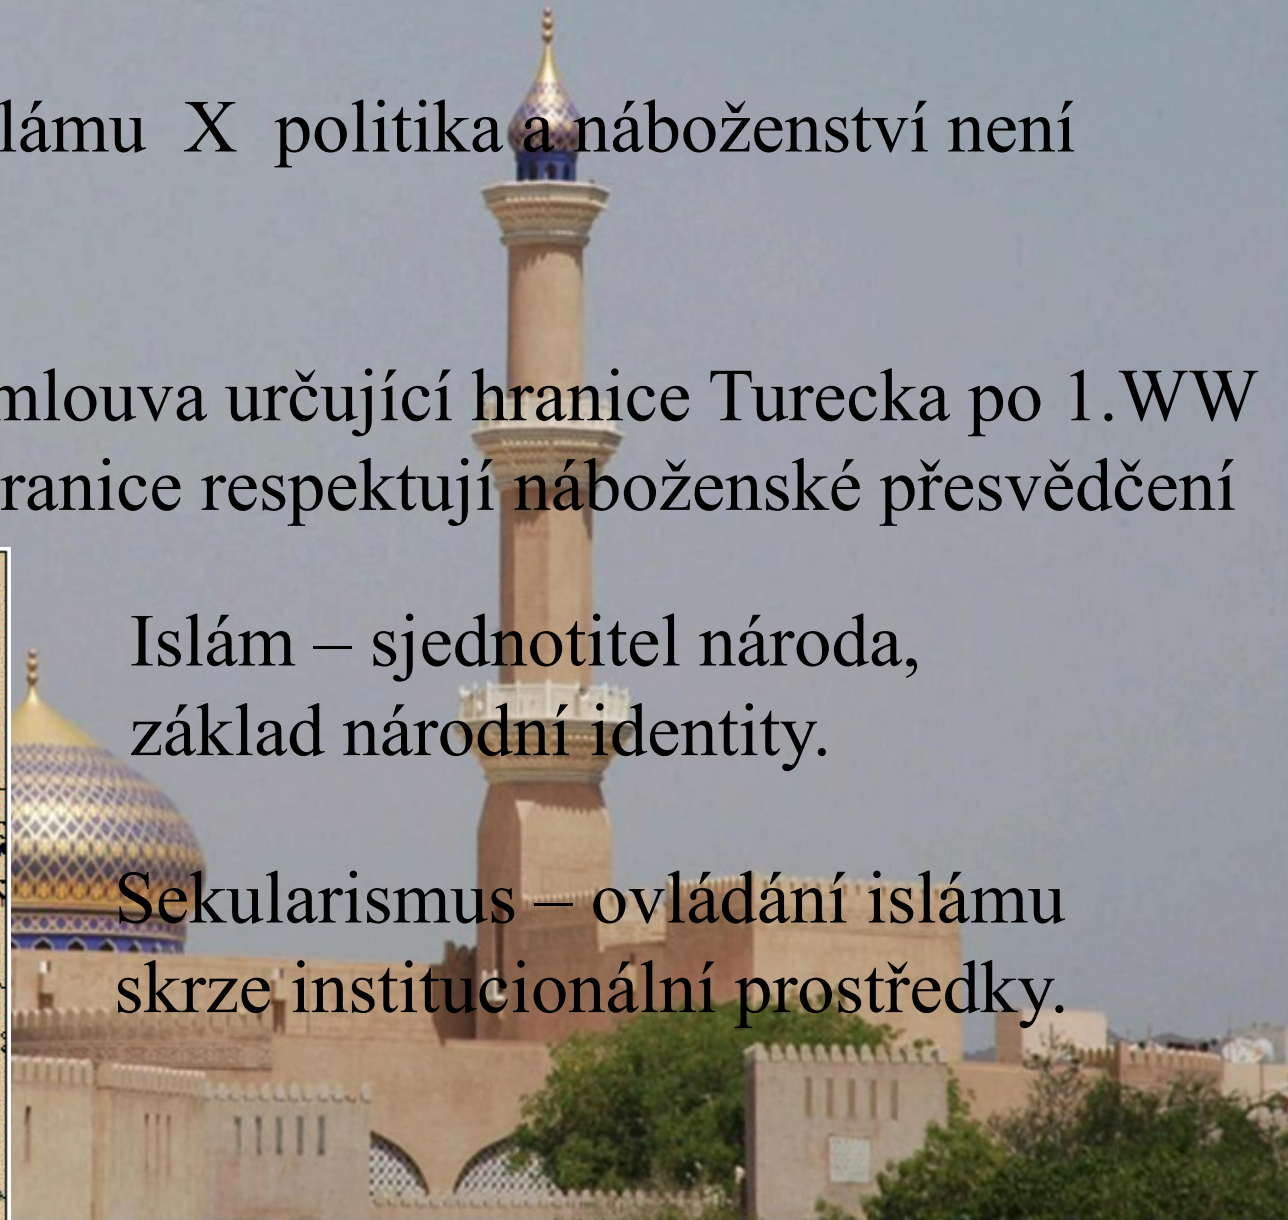 lámu X politika a náboženství není
mlouva určující hranice Turecka po 1.WW
ranice respektují náboženské přesvědčení
Islám – sjednotitel národa,
základ národní identity.
Sekularismus – ovládání islámu
skrze institucionální prostředky.